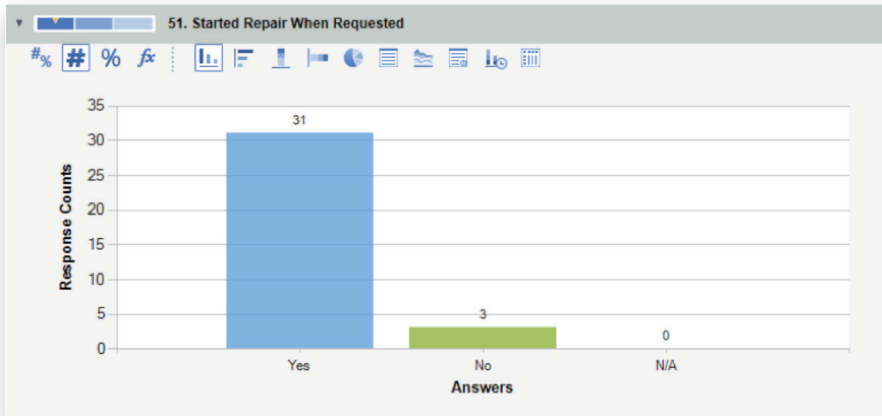 51. Started Repair When Requested
#% # % fx
35
30
25
20
15
10
5
0
Response Counts
31
3
0
Yes No N/A
Answers